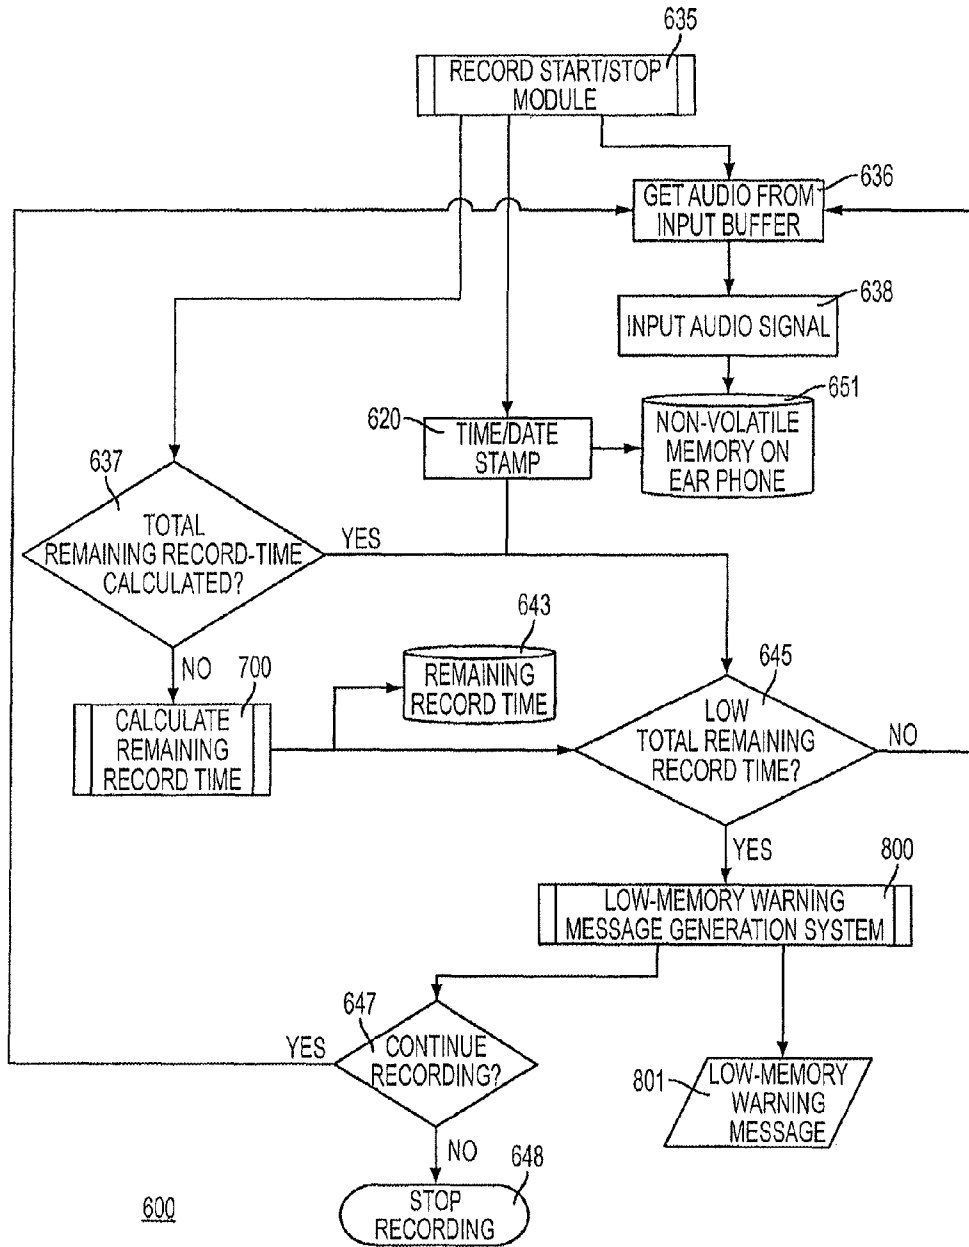 635
RECORD START/STOP
MODULE
636
GET AUDIO FROM
INPUT BUFFER
638
INPUT AUDIO SIGNAL
651
NON-VOLATILE
MEMORY ON
EAR PHONE
620
TIME/DATE
STAMP
637
TOTAL
REMAINING RECORD-TIME
CALCULATED?
YES
NO
643
REMAINING
RECORD TIME
700
CALCULATE
REMAINING
RECORD TIME
645
LOW
TOTAL REMAINING
RECORD TIME?
NO
YES
800
LOW-MEMORY WARNING
MESSAGE GENERATION SYSTEM
647
CONTINUE
RECORDING?
YES
NO
801
LOW-MEMORY
WARNING
MESSAGE
648
STOP
RECORDING
600